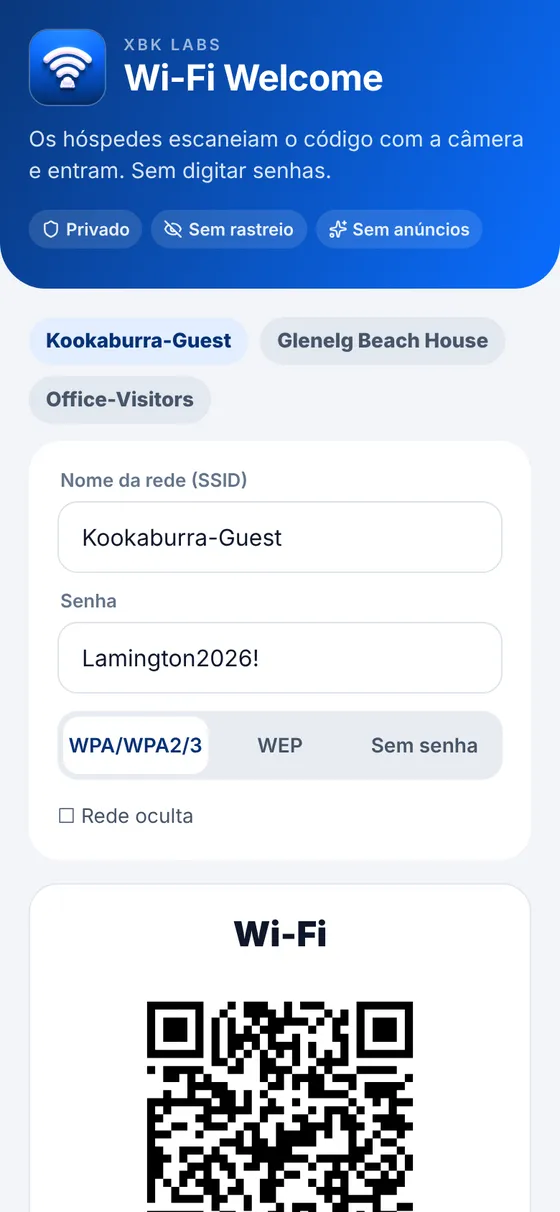 XBK LABS
Wi-Fi Welcome
Os hóspedes escaneiam o código com a câmera
e entram. Sem digitar senhas.
Privado
Sem rastreio
Sem anúncios
Kookaburra-Guest
Glenelg Beach House
Office-Visitors
Nome da rede (SSID)
Kookaburra-Guest
Senha
Lamington2026!
WPA/WPA2/3
WEP
Sem senha
Rede oculta
Wi-Fi